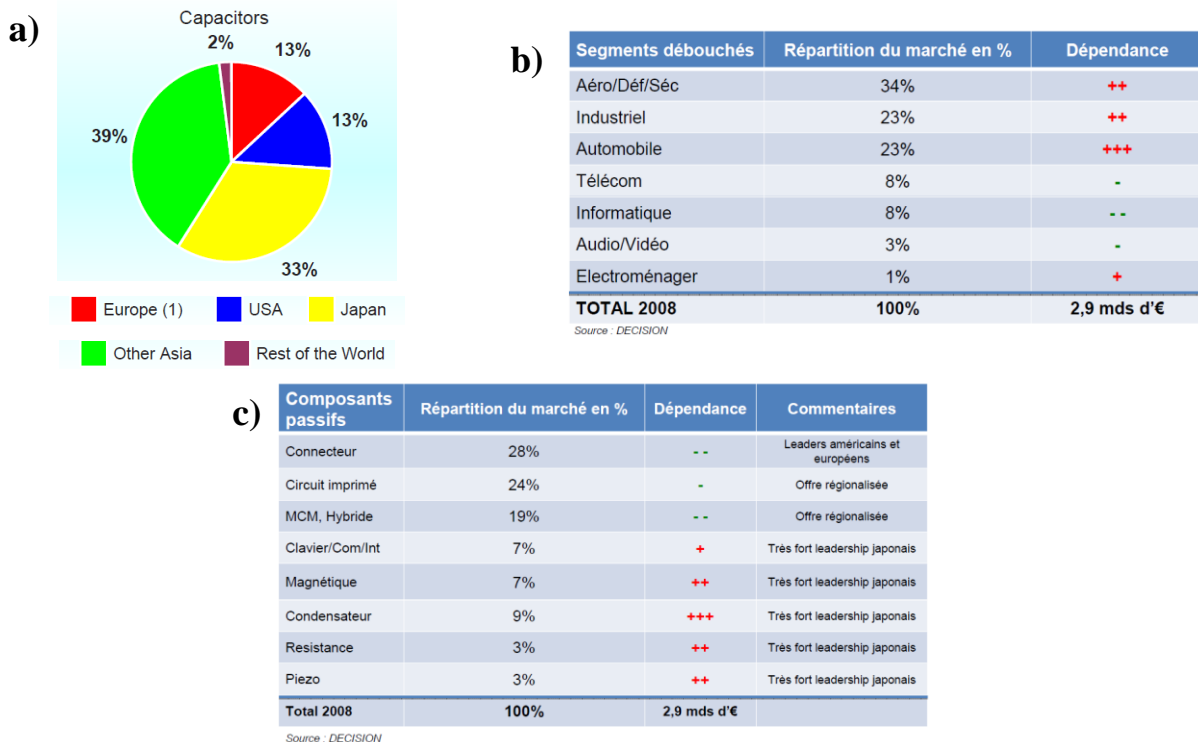 a)
Capacitors
2%
13%
13%
39%
33%
Europe (1) USA Japan
Other Asia Rest of the World
b)
Segments débouchés Répartition du marché en % Dépendance
Aéro/Déf/Séc 34% ++
Industriel 23% ++
Automobile 23% +++
Télécom 8% -
Informatique 8% - -
Audio/Vidéo 3% -
Electroménager 1% +
TOTAL 2008 100% 2,9 mds d'€
Source : DECISION
c)
Composants
passifs Répartition du marché en % Dépendance Commentaires
Connecteur 28% - - Leaders américains et
européens
Circuit imprimé 24% - Offre régionalisée
MCM, Hybride 19% - - Offre régionalisée
Clavier/Com/Int 7% + Très fort leadership japonais
Magnétique 7% ++ Très fort leadership japonais
Condensateur 9% +++ Très fort leadership japonais
Resistance 3% ++ Très fort leadership japonais
Piezo 3% ++ Très fort leadership japonais
Total 2008 100% 2,9 mds d'€
Source : DECISION